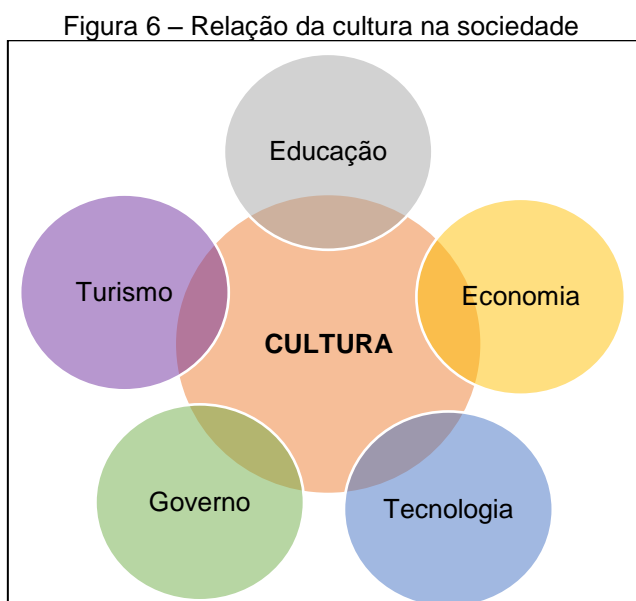 Figura 6 – Relação da cultura na sociedade
Educação
Turismo
Economia
CULTURA
Governo
Tecnologia